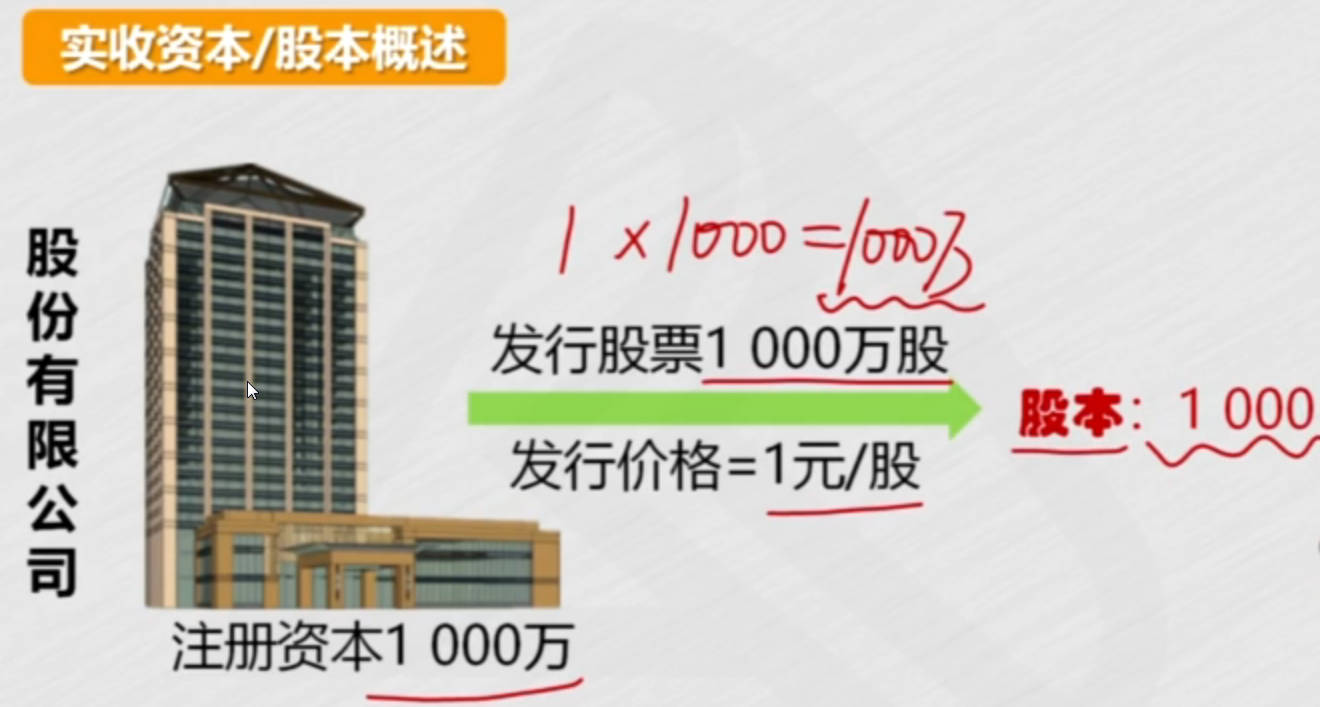 实收资本/股本概述
股份有限公司
1 × 1000 = 1000万
发行股票1 000万股
发行价格=1元/股
股本：1 000
注册资本1 000万